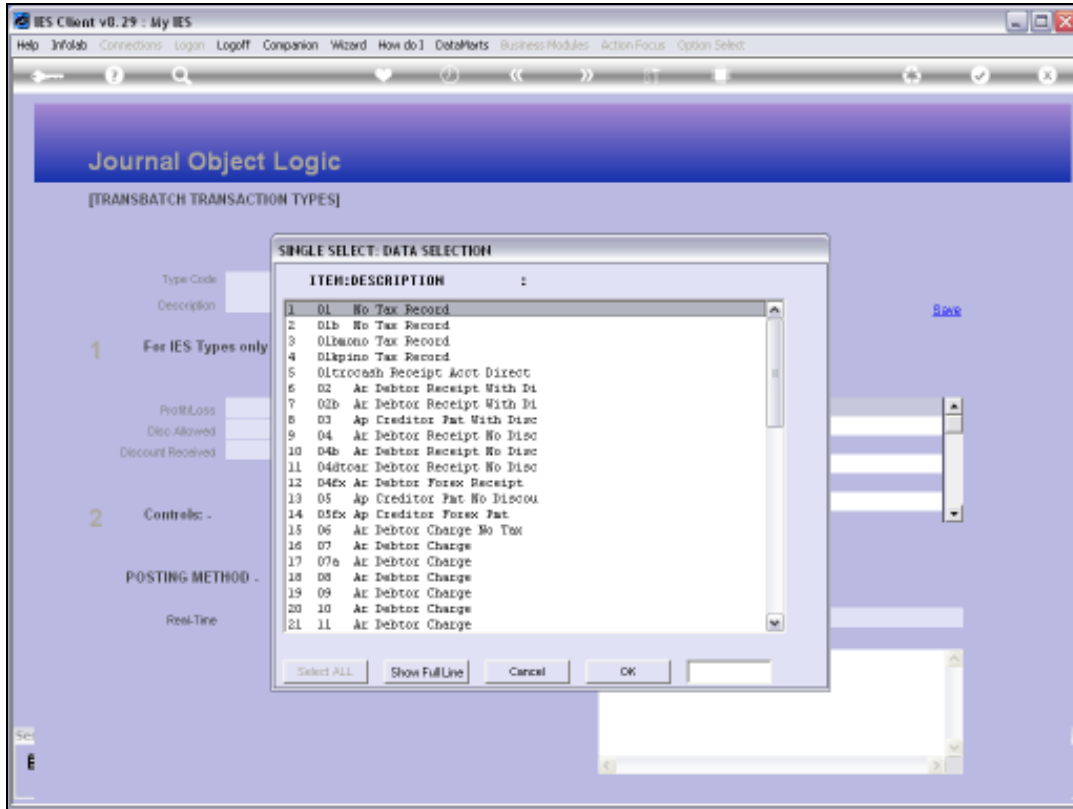 IES Client v8.29 : My IES
Help Infolab Connections Logon Logoff Companion Wizard How do I DataMarts Business Modules Action Focus Option Select
Journal Object Logic
[TRANSBATCH TRANSACTION TYPES]
SINGLE SELECT: DATA SELECTION
ITEM:DESCRIPTION :
1 01 No Tax Record
2 01b No Tax Record
3 01bmono Tax Record
4 01kpino Tax Record
5 01trocash Receipt Acct Direct
6 02 Ar Debtor Receipt With Di
7 02b Ar Debtor Receipt With Di
8 03 Ap Creditor Pmt With Disc
9 04 Ar Debtor Receipt No Disc
10 04b Ar Debtor Receipt No Disc
11 04dtoar Debtor Receipt No Disc
12 04fx Ar Debtor Forex Receipt
13 05 Ap Creditor Pmt No Discou
14 05fx Ap Creditor Forex Pmt
15 06 Ar Debtor Charge No Tax
16 07 Ar Debtor Charge
17 07a Ar Debtor Charge
18 08 Ar Debtor Charge
19 09 Ar Debtor Charge
20 10 Ar Debtor Charge
21 11 Ar Debtor Charge
Select ALL Show Full Line Cancel OK
Type Code
Description
Save
1 For IES Types only
Profit/Loss
Disc Allowed
Discount Received
2 Controls: -
POSTING METHOD -
Real-Time